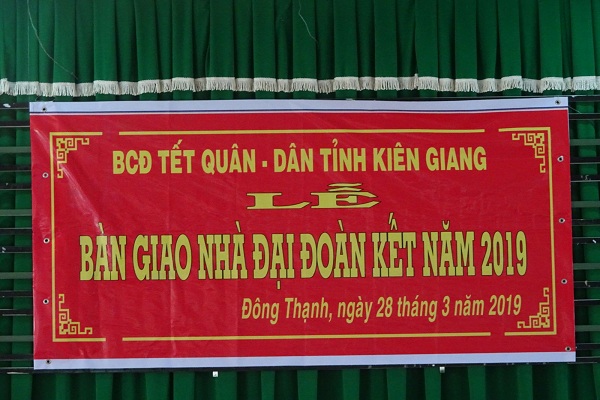 BCĐ TẾT QUÂN - DÂN TỈNH KIÊN GIANG
LỄ
BÀN GIAO NHÀ ĐẠI ĐOÀN KẾT NĂM 2019
Đông Thạnh, ngày 28 tháng 3 năm 2019